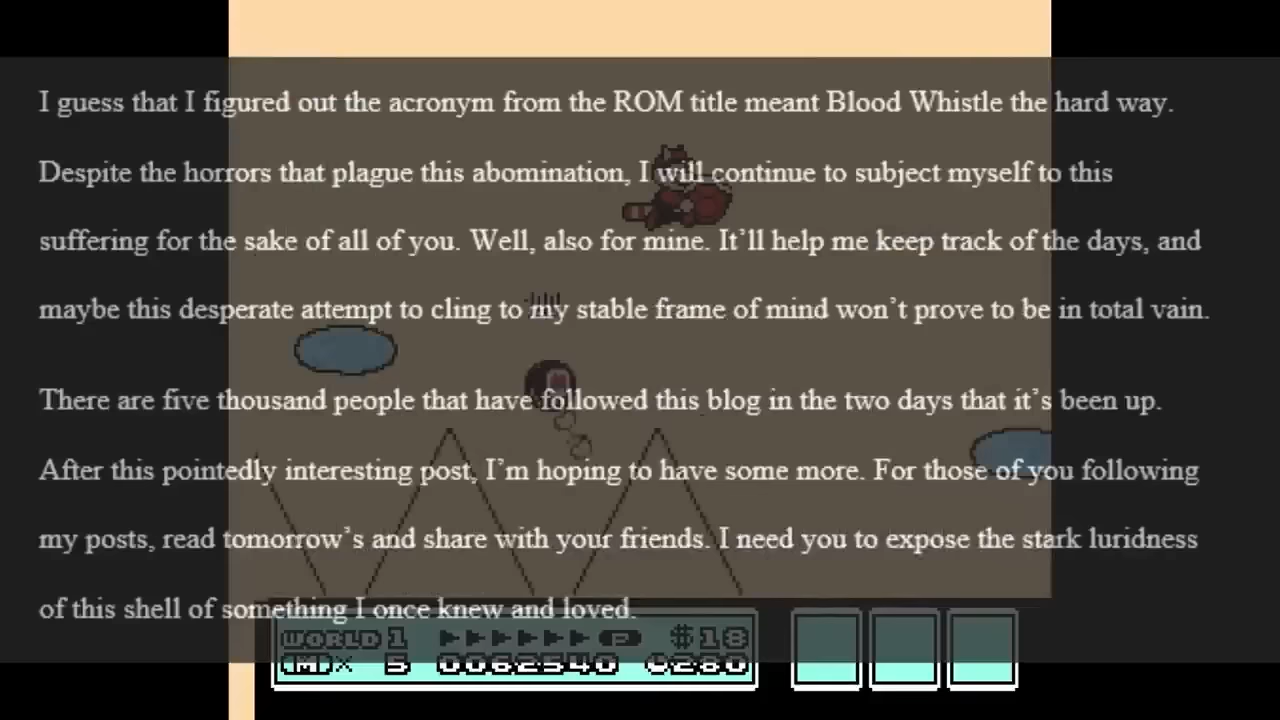 I guess that I figured out the acronym from the ROM title meant Blood Whistle the hard way.
Despite the horrors that plague this abomination, I will continue to subject myself to this
suffering for the sake of all of you. Well, also for mine. It’ll help me keep track of the days, and
maybe this desperate attempt to cling to my stable frame of mind won’t prove to be in total vain.
There are five thousand people that have followed this blog in the two days that it’s been up.
After this pointedly interesting post, I’m hoping to have some more. For those of you following
my posts, read tomorrow’s and share with your friends. I need you to expose the stark luridness
of this shell of something I once knew and loved.
WORLD 1 ▶▶▶▶▶▶ P $18
(M)× 5 0062540 ⏲280